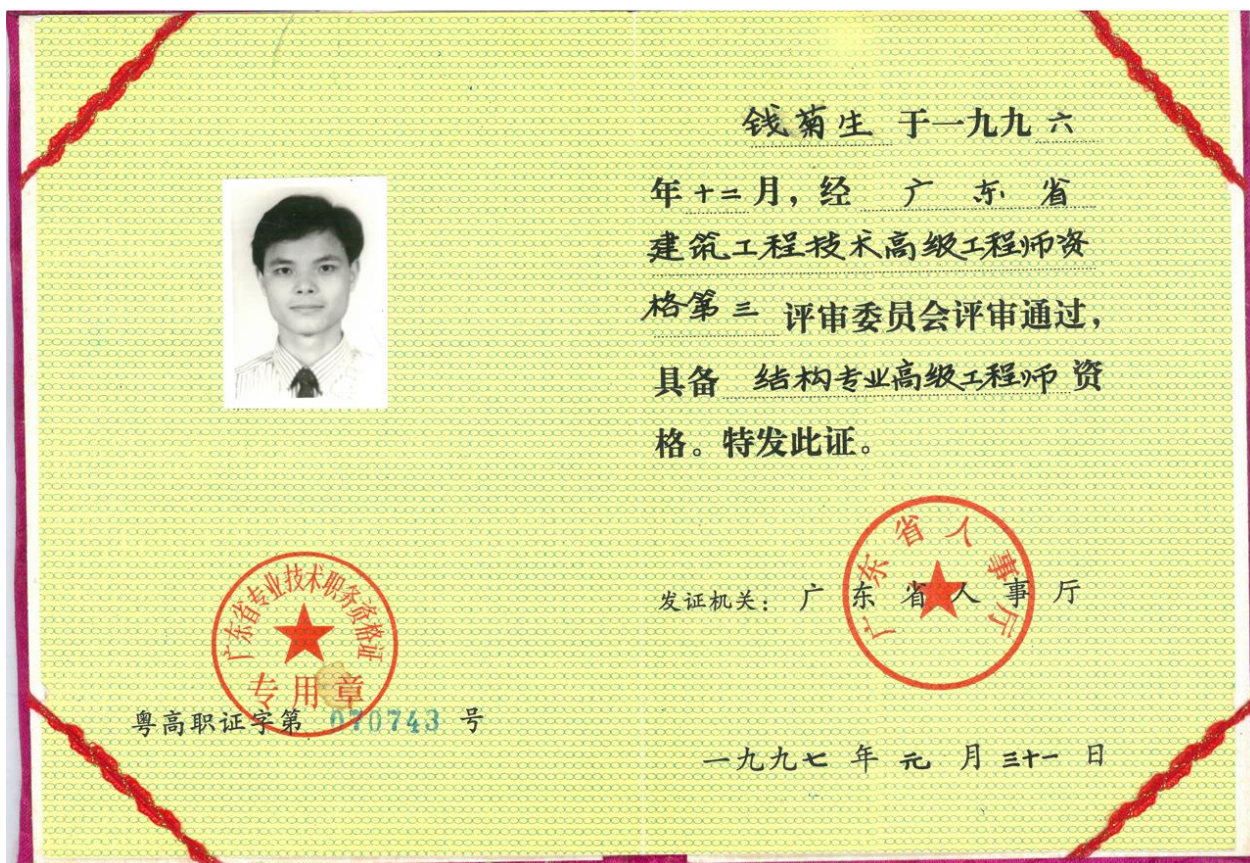 广东省专业技术职务资格证
专用章
粤高职证字第 070743 号
钱菊生 于一九九六
年十二月，经 广东省
建筑工程技术高级工程师资
格第三 评审委员会评审通过，
具备 结构专业高级工程师 资
格。特发此证。
广东省人事厅
发证机关：广东省人事厅
一九九七年元月三十一日